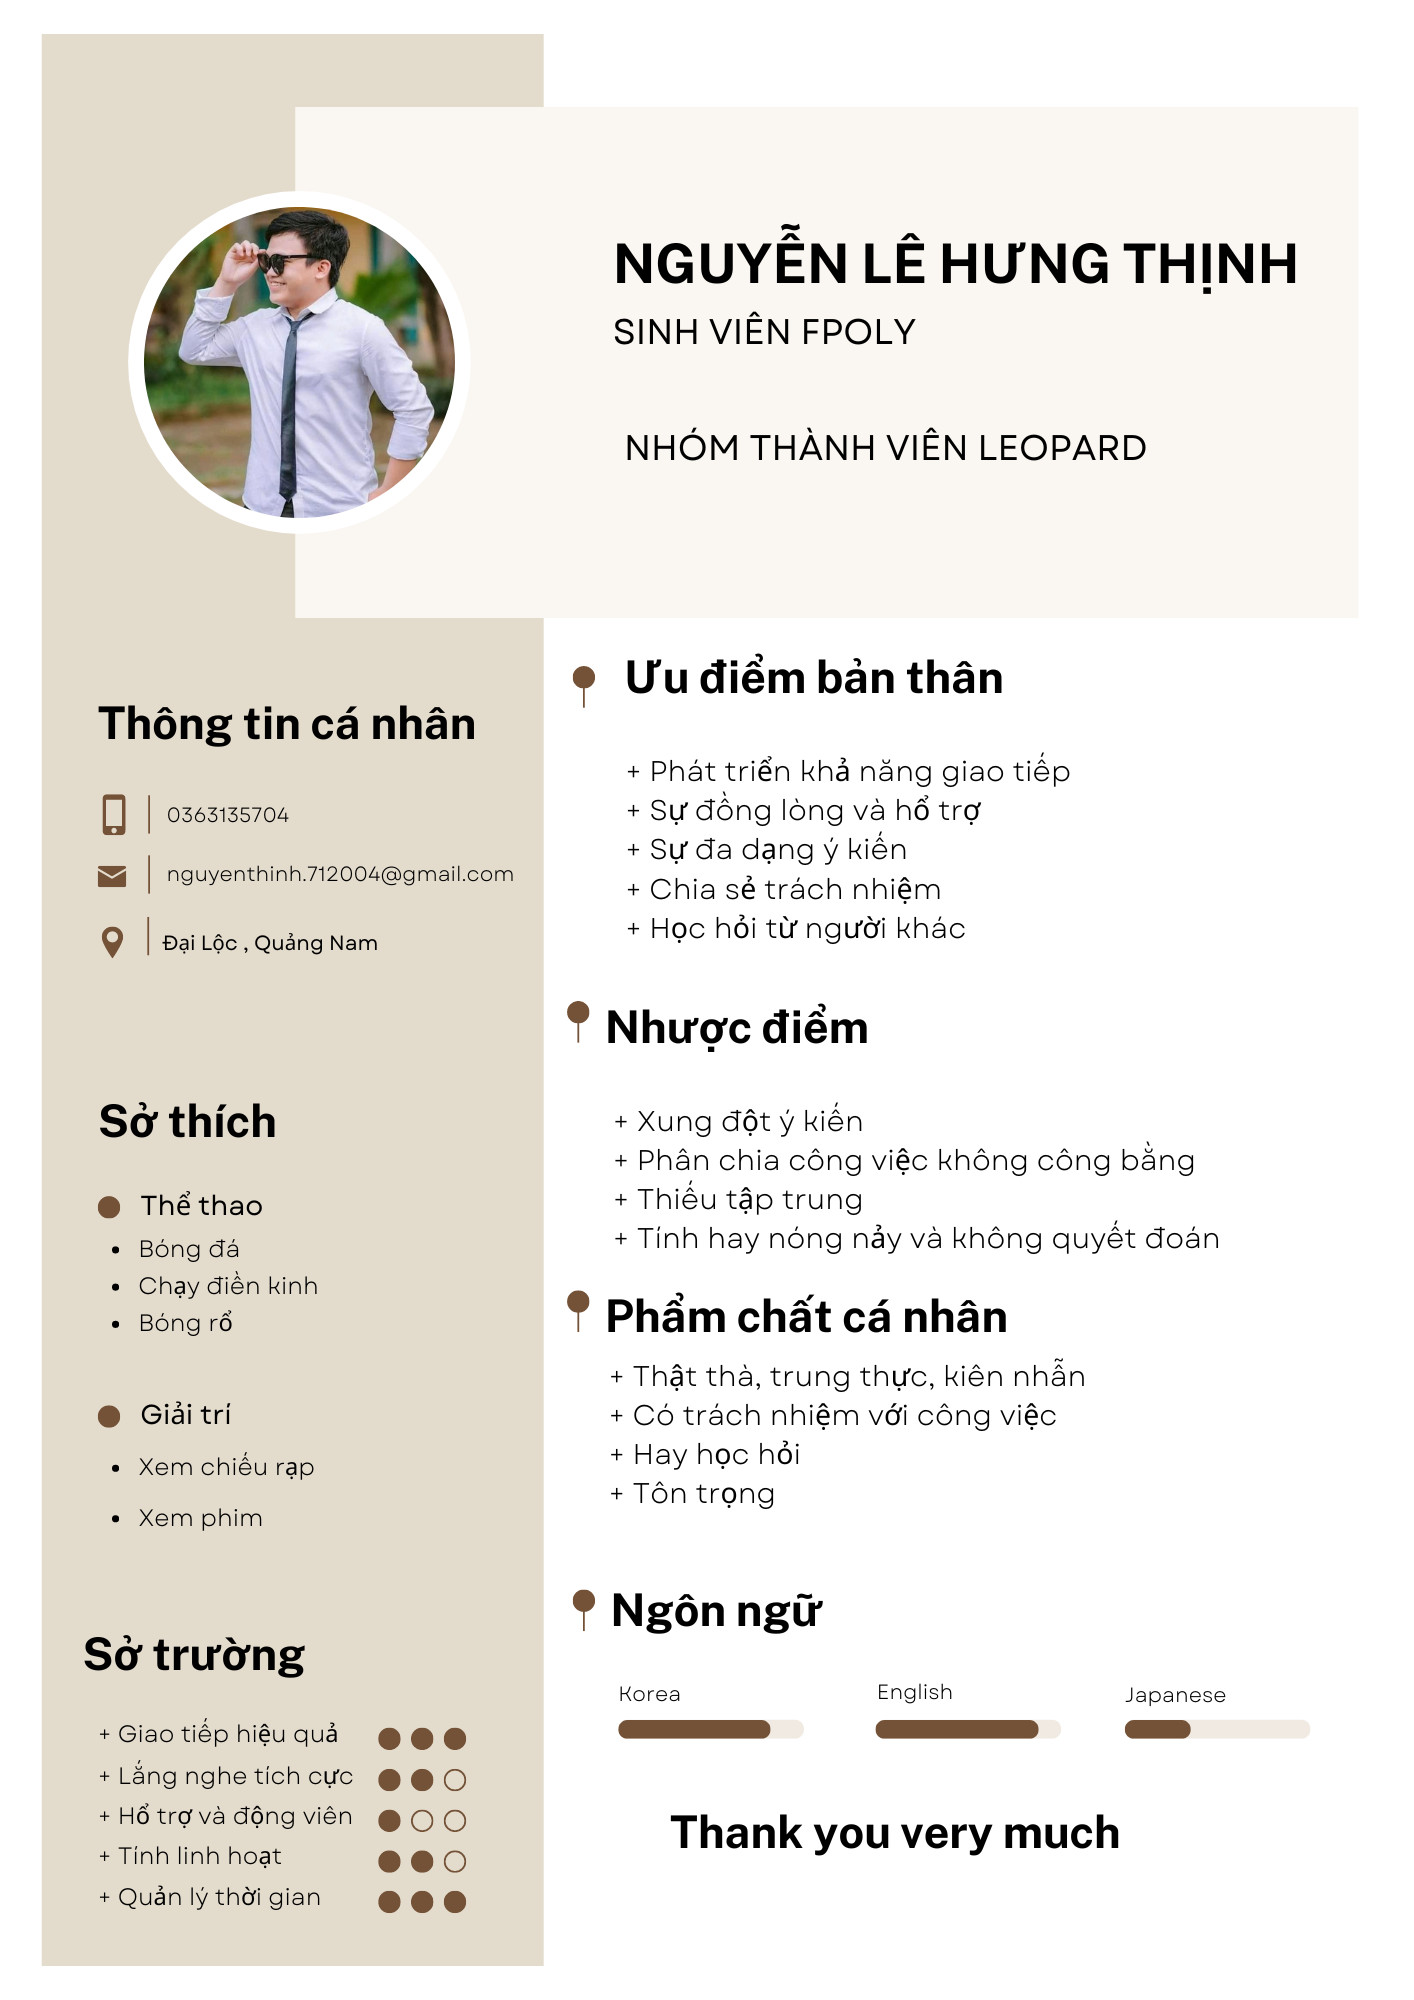 NGUYỄN LÊ HƯNG THỊNH
SINH VIÊN FPOLY
NHÓM THÀNH VIÊN LEOPARD
Thông tin cá nhân
0363135704
nguyenthinh.712004@gmail.com
Đại Lộc , Quảng Nam
Sở thích
Thể thao
• Bóng đá
• Chạy điền kinh
• Bóng rổ
Giải trí
• Xem chiếu rạp
• Xem phim
Sở trường
+ Giao tiếp hiệu quả
+ Lắng nghe tích cực
+ Hổ trợ và động viên
+ Tính linh hoạt
+ Quản lý thời gian
Ưu điểm bản thân
+ Phát triển khả năng giao tiếp
+ Sự đồng lòng và hổ trợ
+ Sự đa dạng ý kiến
+ Chia sẻ trách nhiệm
+ Học hỏi từ người khác
Nhược điểm
+ Xung đột ý kiến
+ Phân chia công việc không công bằng
+ Thiếu tập trung
+ Tính hay nóng nảy và không quyết đoán
Phẩm chất cá nhân
+ Thật thà, trung thực, kiên nhẫn
+ Có trách nhiệm với công việc
+ Hay học hỏi
+ Tôn trọng
Ngôn ngữ
Korea
English
Japanese
Thank you very much